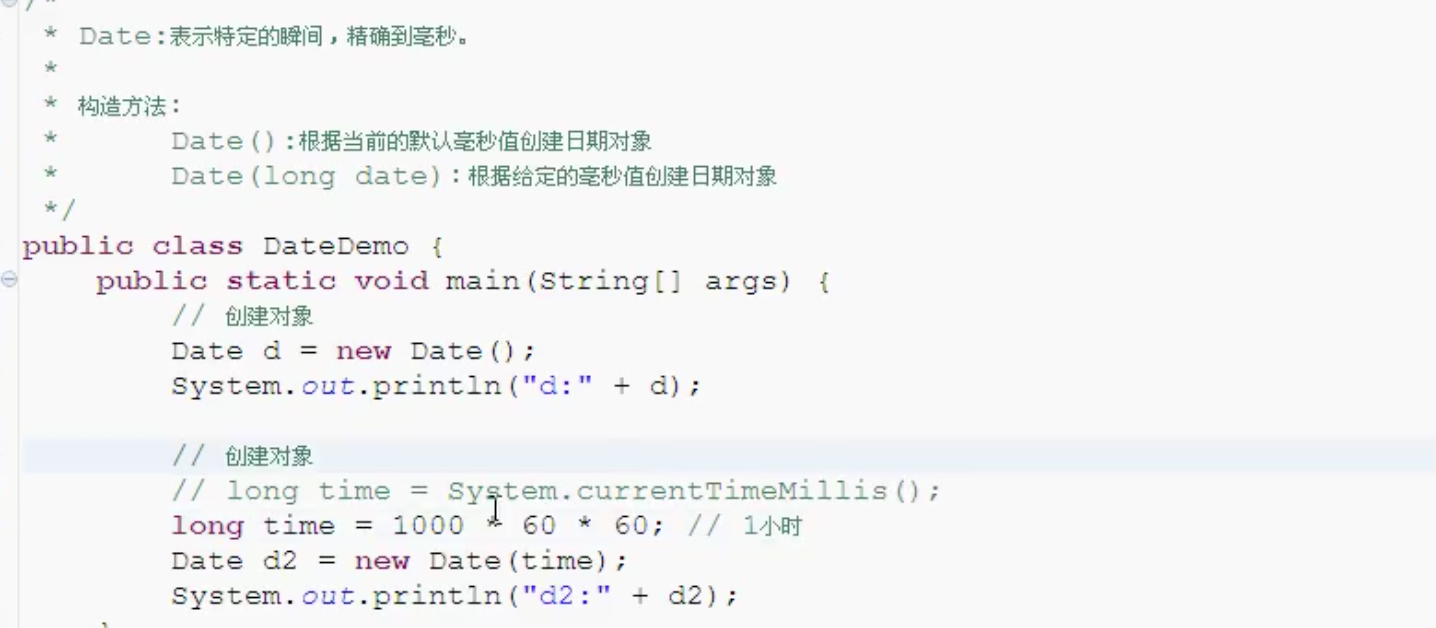 /*
* Date:表示特定的瞬间,精确到毫秒。
*
* 构造方法:
* Date():根据当前的默认毫秒值创建日期对象
* Date(long date):根据给定的毫秒值创建日期对象
*/
public class DateDemo {
public static void main(String[] args) {
// 创建对象
Date d = new Date();
System.out.println("d:" + d);
// 创建对象
// long time = System.currentTimeMillis();
long time = 1000 * 60 * 60; // 1小时
Date d2 = new Date(time);
System.out.println("d2:" + d2);
}